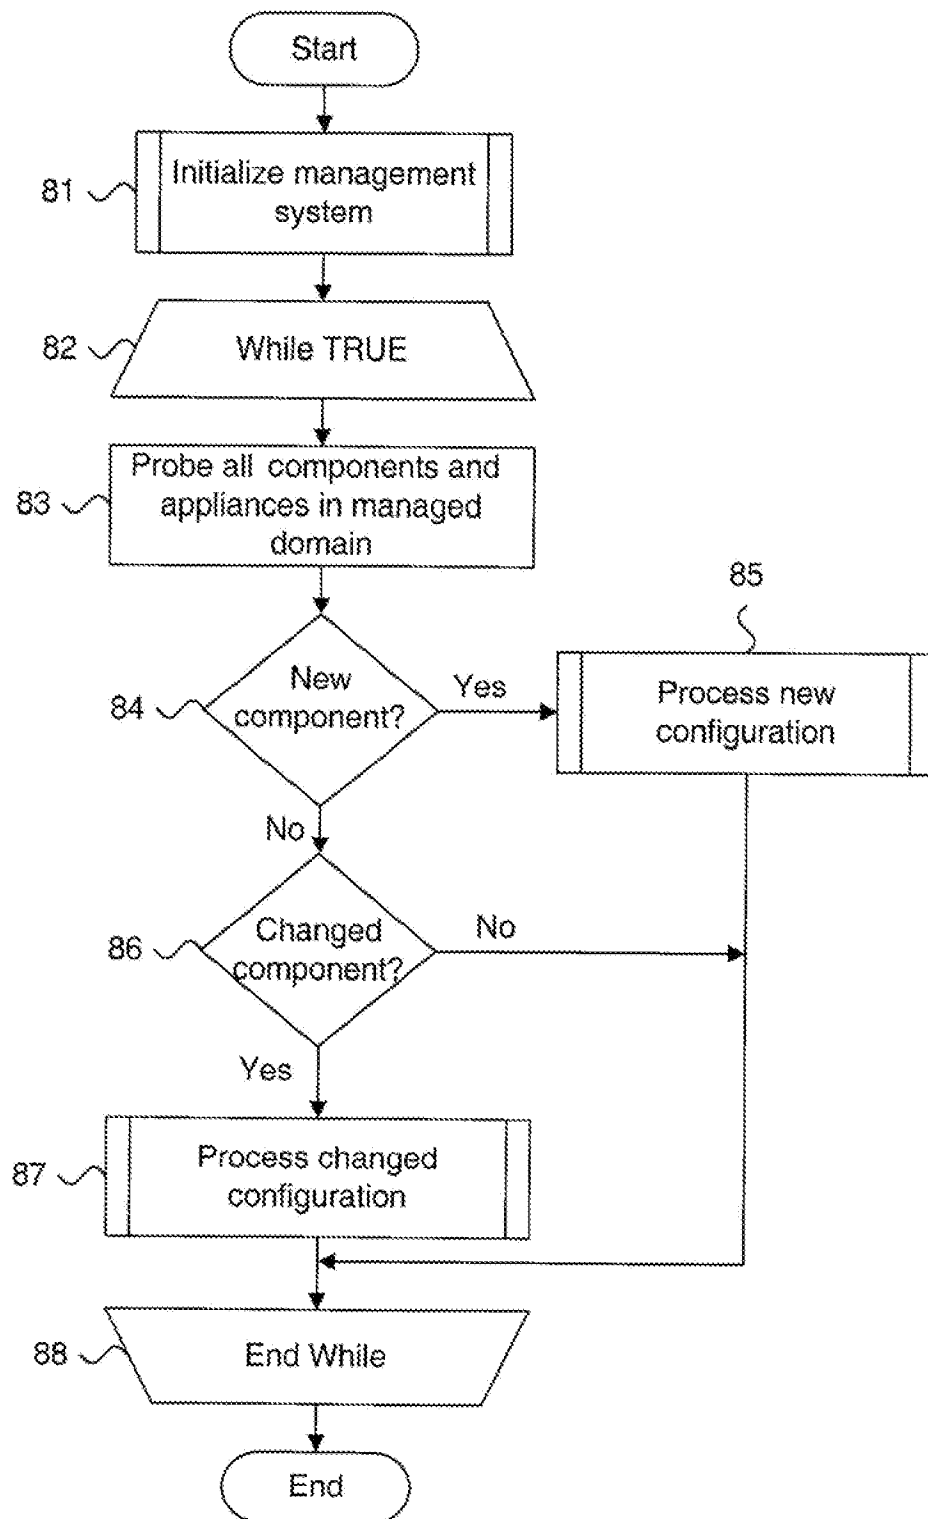 Start
81
Initialize management
system
82
While TRUE
83
Probe all components and
appliances in managed
domain
84
New
component?
Yes
85
Process new
configuration
No
86
Changed
component?
No
Yes
87
Process changed
configuration
88
End While
End